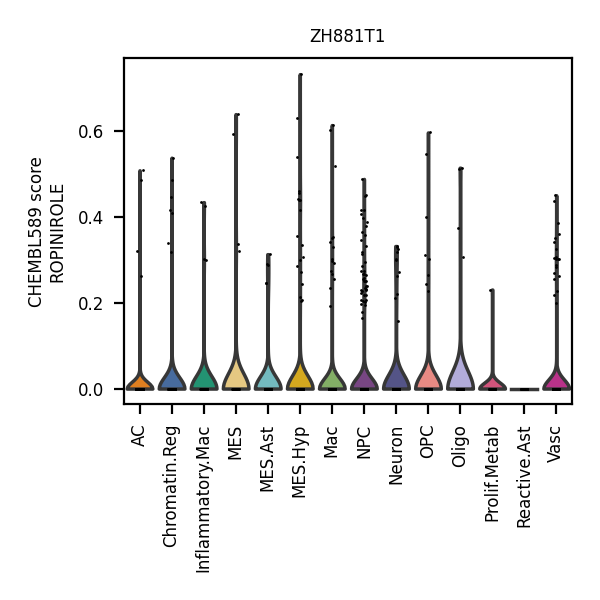 ZH881T1
CHEMBL589 score
ROPINIROLE
0.6
0.4
0.2
0.0
AC
Chromatin.Reg
Inflammatory.Mac
MES
MES.Ast
MES.Hyp
Mac
NPC
Neuron
OPC
Oligo
Prolif.Metab
Reactive.Ast
Vasc